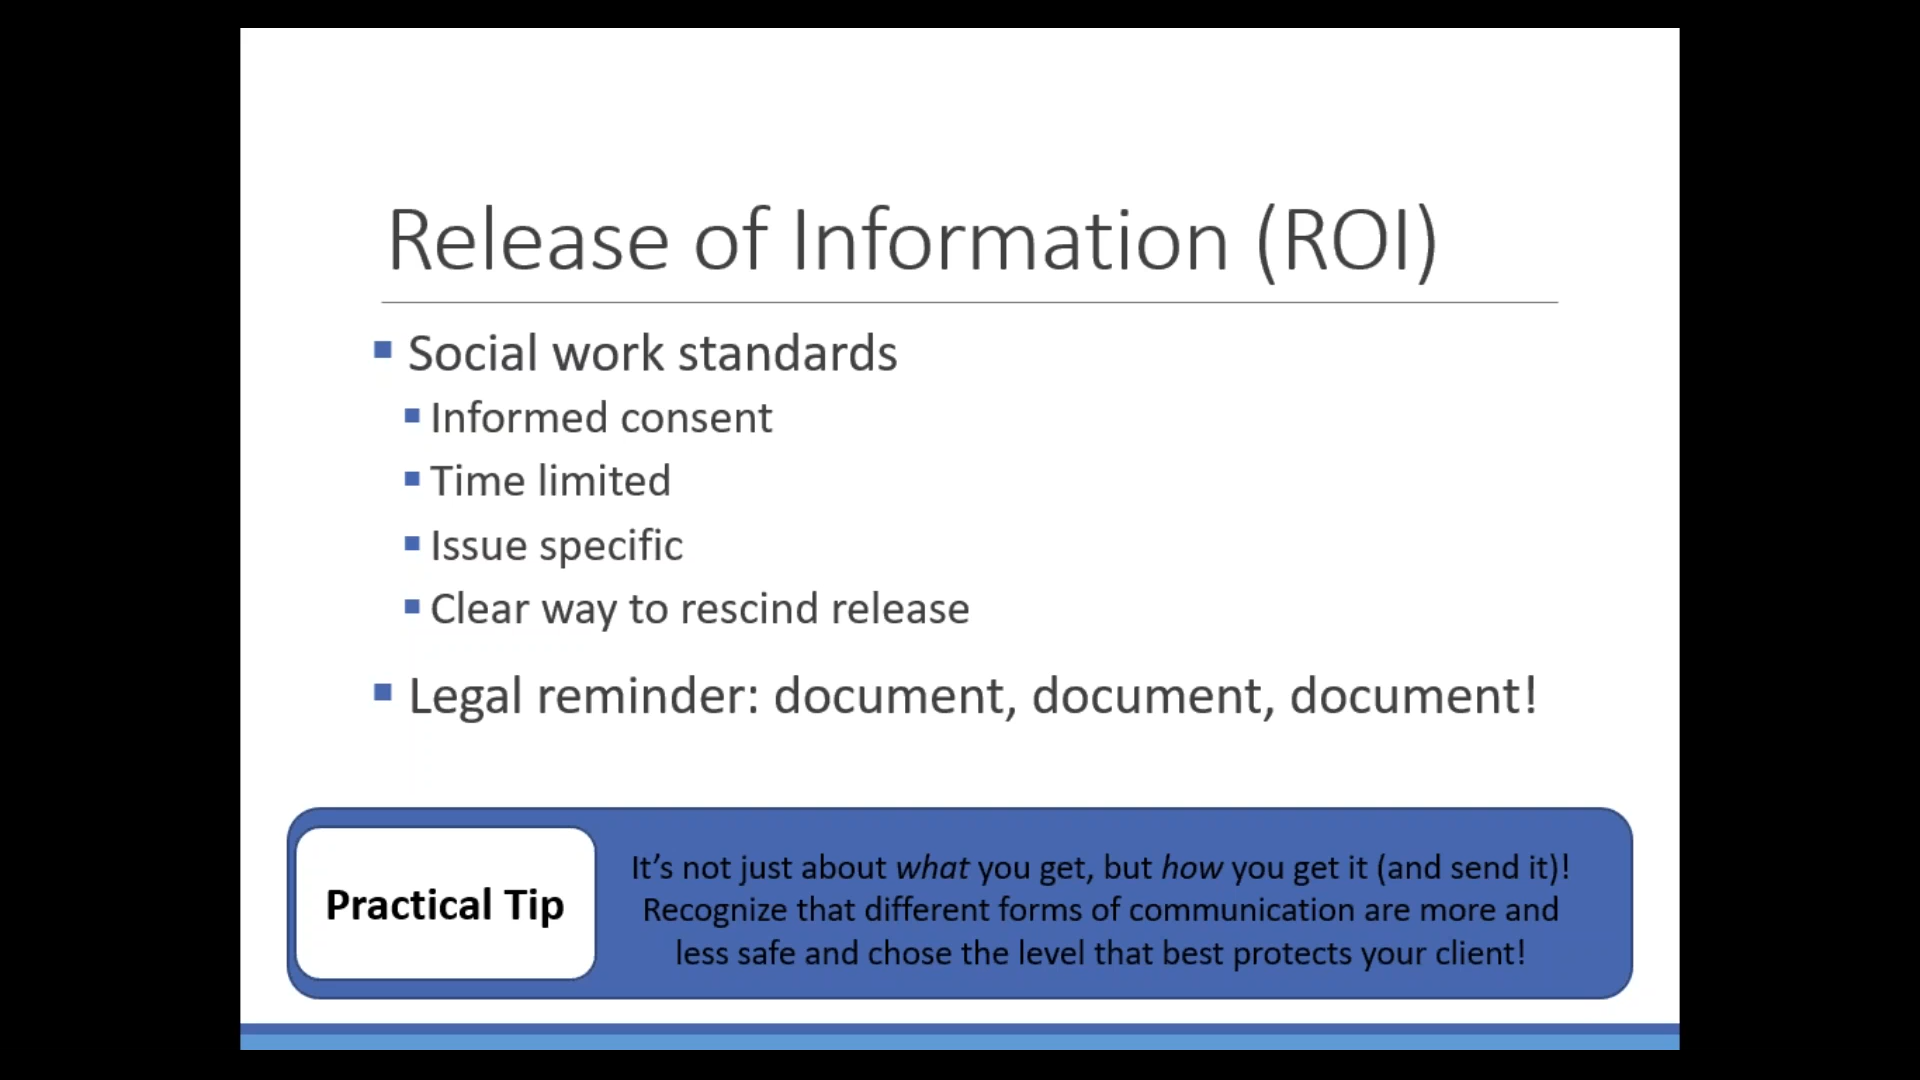 Release of Information (ROI)
Social work standards
Informed consent
Time limited
Issue specific
Clear way to rescind release
Legal reminder: document, document, document!
Practical Tip
It’s not just about what you get, but how you get it (and send it)!
Recognize that different forms of communication are more and
less safe and chose the level that best protects your client!